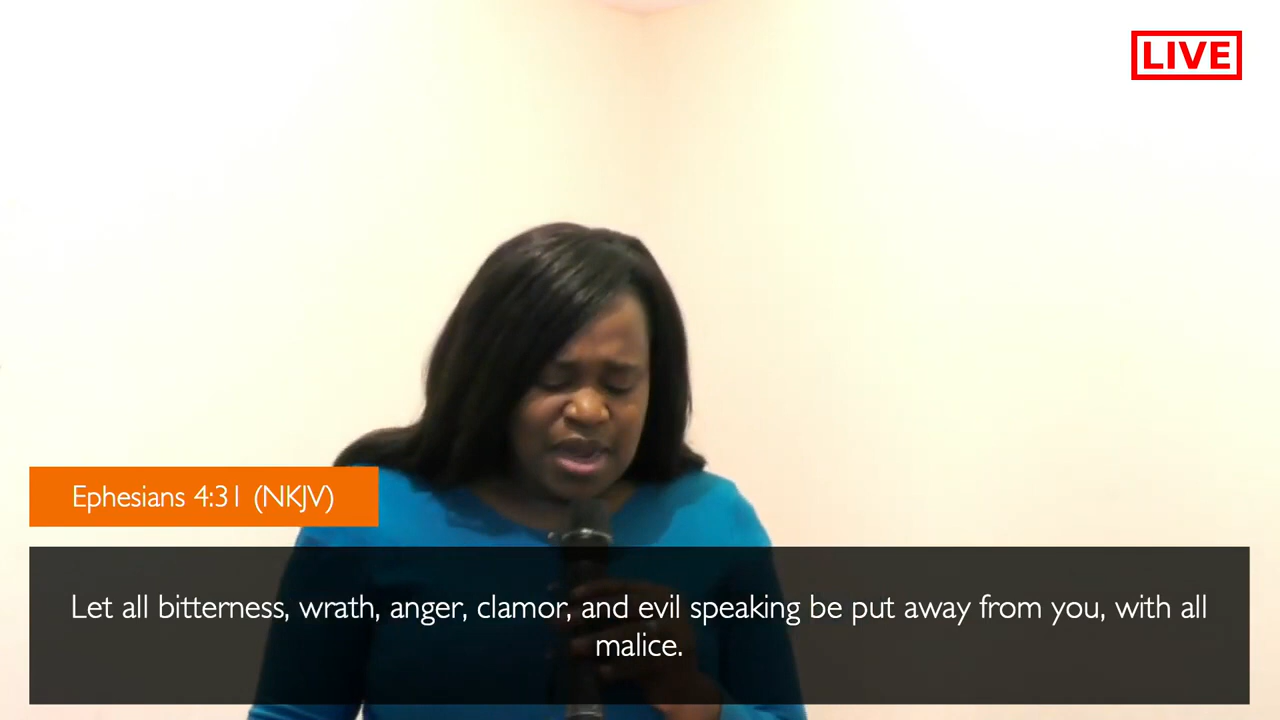 LIVE
Ephesians 4:31 (NKJV)
Let all bitterness, wrath, anger, clamor, and evil speaking be put away from you, with all
malice.